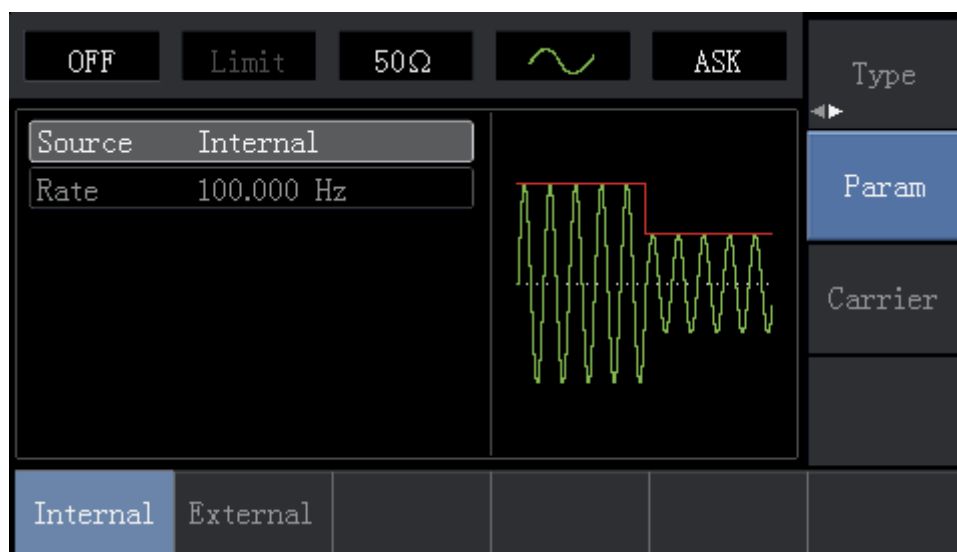 OFF Limit 50Ω ASK
Type
Source Internal
Rate 100.000 Hz
Param
Carrier
Internal External